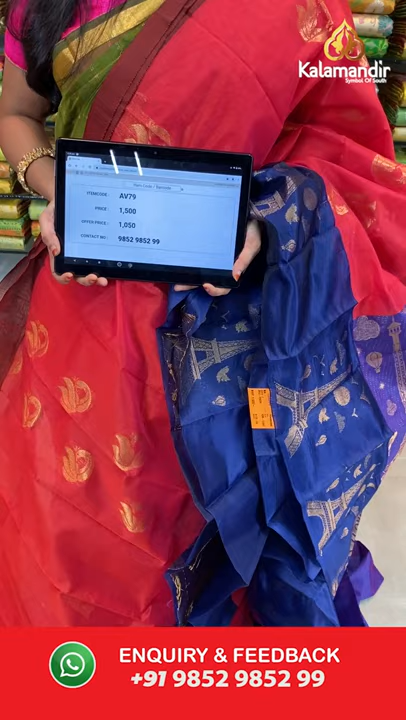 Kalamandir
Symbol Of South
ITEMCODE : AV79
PRICE : 1,500
OFFER PRICE : 1,050
CONTACT NO : 9852 9852 99
ENQUIRY & FEEDBACK
+91 9852 9852 99